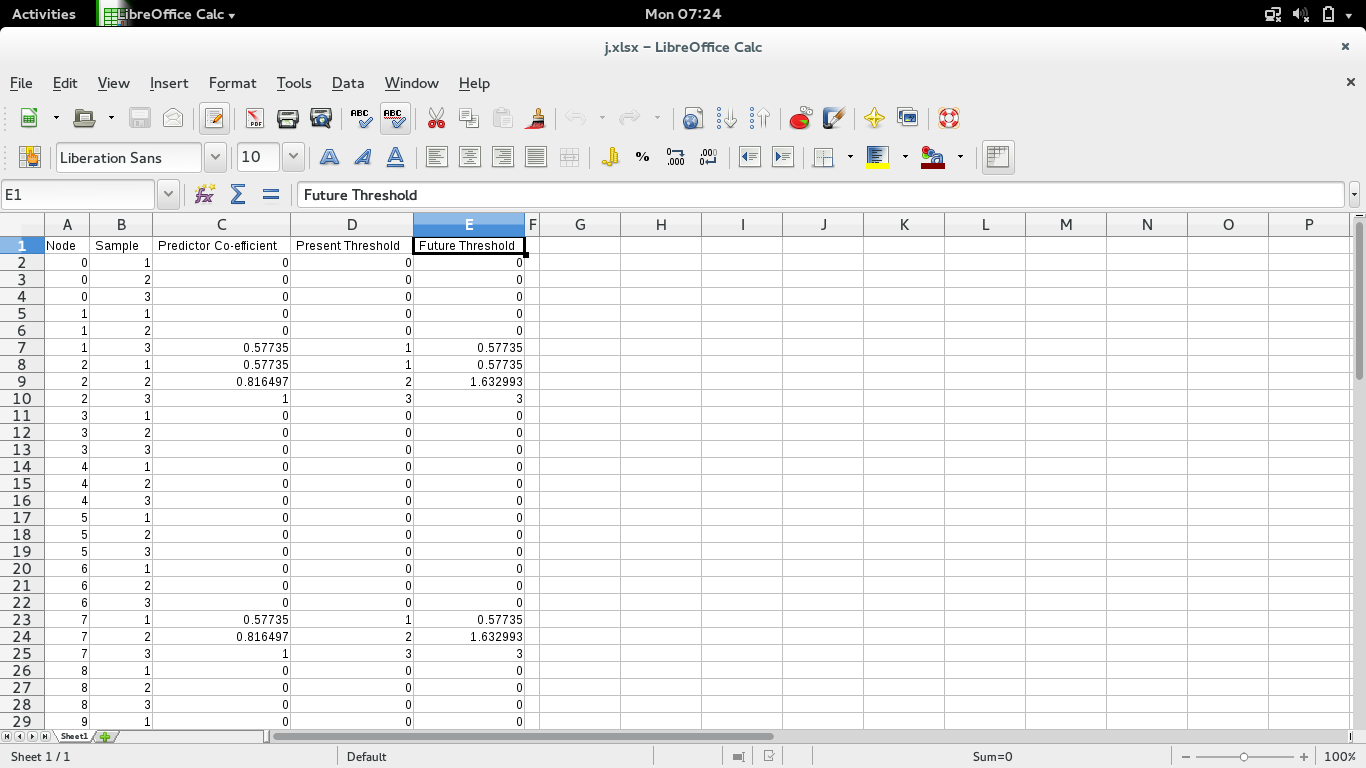 Activities LibreOffice Calc Mon 07:24
j.xlsx - LibreOffice Calc
File Edit View Insert Format Tools Data Window Help
PDF ABC ABC
Liberation Sans 10 A A A % .000 .00
E1 fx Σ = Future Threshold
A B C D E F G H I J K L M N O P
1 Node Sample Predictor Co-efficient Present Threshold Future Threshold
2 0 1 0 0 0
3 0 2 0 0 0
4 0 3 0 0 0
5 1 1 0 0 0
6 1 2 0 0 0
7 1 3 0.57735 1 0.57735
8 2 1 0.57735 1 0.57735
9 2 2 0.816497 2 1.632993
10 2 3 1 3 3
11 3 1 0 0 0
12 3 2 0 0 0
13 3 3 0 0 0
14 4 1 0 0 0
15 4 2 0 0 0
16 4 3 0 0 0
17 5 1 0 0 0
18 5 2 0 0 0
19 5 3 0 0 0
20 6 1 0 0 0
21 6 2 0 0 0
22 6 3 0 0 0
23 7 1 0.57735 1 0.57735
24 7 2 0.816497 2 1.632993
25 7 3 1 3 3
26 8 1 0 0 0
27 8 2 0 0 0
28 8 3 0 0 0
29 9 1 0 0 0
Sheet1
Sheet 1 / 1 Default Sum=0 100%